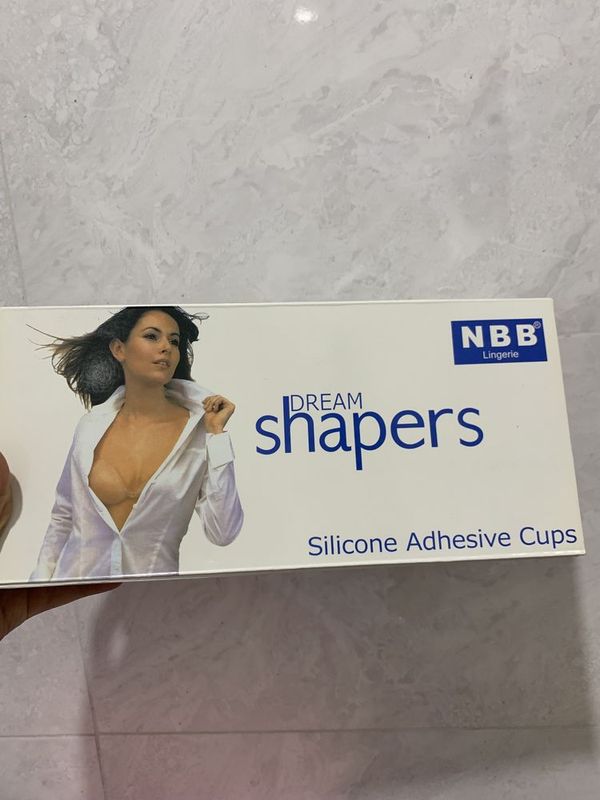 NBB®
Lingerie
DREAM
shapers
Silicone Adhesive Cups